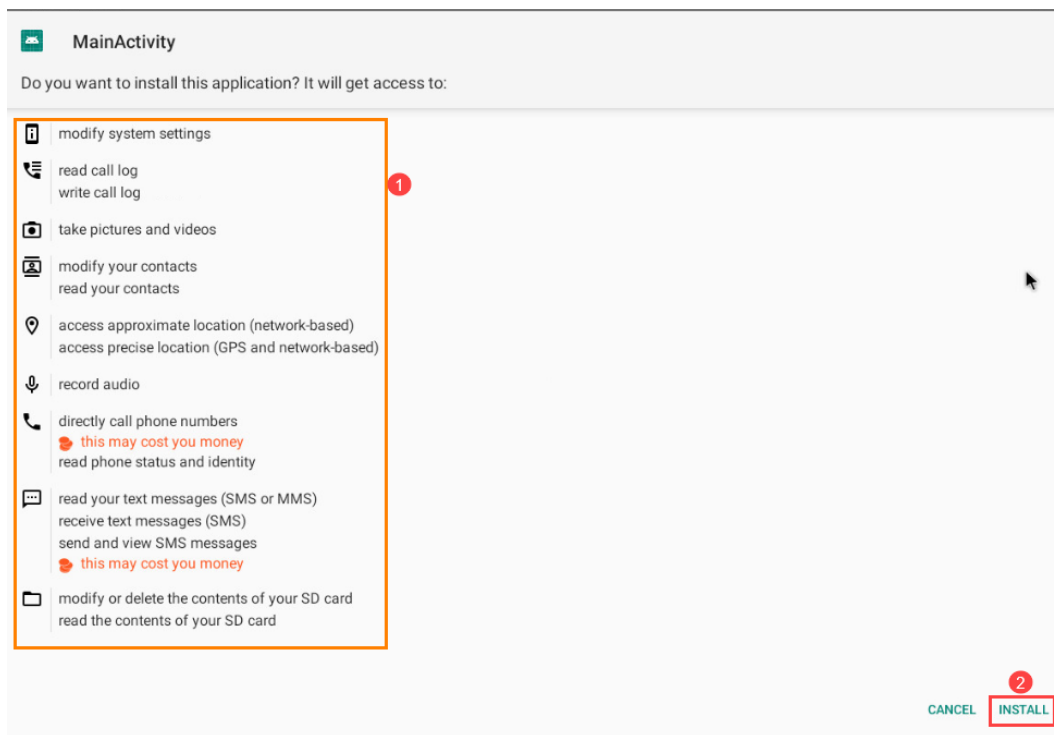 MainActivity
Do you want to install this application? It will get access to:
modify system settings
read call log
write call log
1
take pictures and videos
modify your contacts
read your contacts
access approximate location (network-based)
access precise location (GPS and network-based)
record audio
directly call phone numbers
this may cost you money
read phone status and identity
read your text messages (SMS or MMS)
receive text messages (SMS)
send and view SMS messages
this may cost you money
modify or delete the contents of your SD card
read the contents of your SD card
2
CANCEL INSTALL